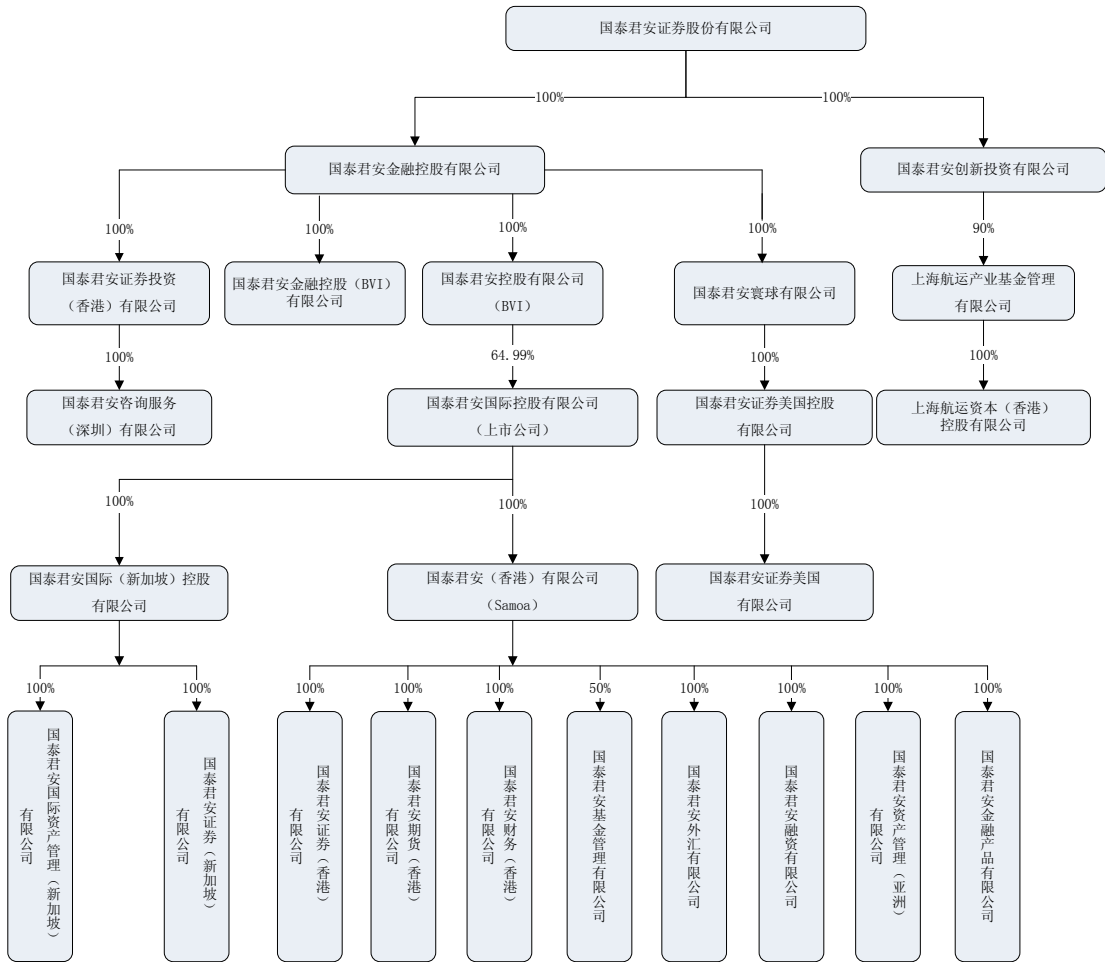 国泰君安证券股份有限公司
100%
100%
国泰君安金融控股有限公司
国泰君安创新投资有限公司
100%
100%
100%
100%
90%
国泰君安证券投资
（香港）有限公司
国泰君安金融控股（BVI）
有限公司
国泰君安控股有限公司
（BVI）
国泰君安寰球有限公司
上海航运产业基金管理
有限公司
100%
64.99%
100%
100%
国泰君安咨询服务
（深圳）有限公司
国泰君安国际控股有限公司
（上市公司）
国泰君安证券美国控股
有限公司
上海航运资本（香港）
控股有限公司
100%
100%
100%
国泰君安国际（新加坡）控股
有限公司
国泰君安（香港）有限公司
（Samoa）
国泰君安证券美国
有限公司
100%
100%
100%
100%
100%
50%
100%
100%
100%
100%
国泰君安国际资产管理（新加坡）
有限公司
国泰君安证券（新加坡）
有限公司
国泰君安证券（香港）
有限公司
国泰君安期货（香港）
有限公司
国泰君安财务（香港）
有限公司
国泰君安基金管理有限公司
国泰君安外汇有限公司
国泰君安融资有限公司
国泰君安资产管理（亚洲）
有限公司
国泰君安金融产品有限公司